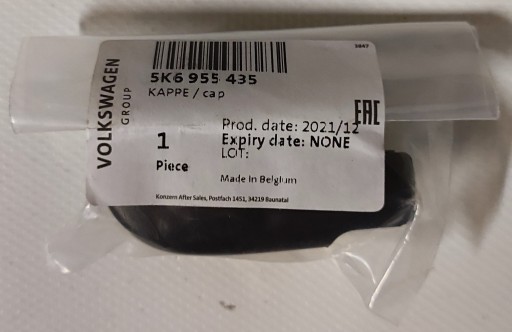 VOLKSWAGEN
GROUP
3847
5K6 955 435
KAPPE / cap
EAC
1
Piece
Prod. date: 2021/12
Expiry date: NONE
LOT:
Made In Belgium
Konzern After Sales, Postfach 1451, 34219 Baunatal